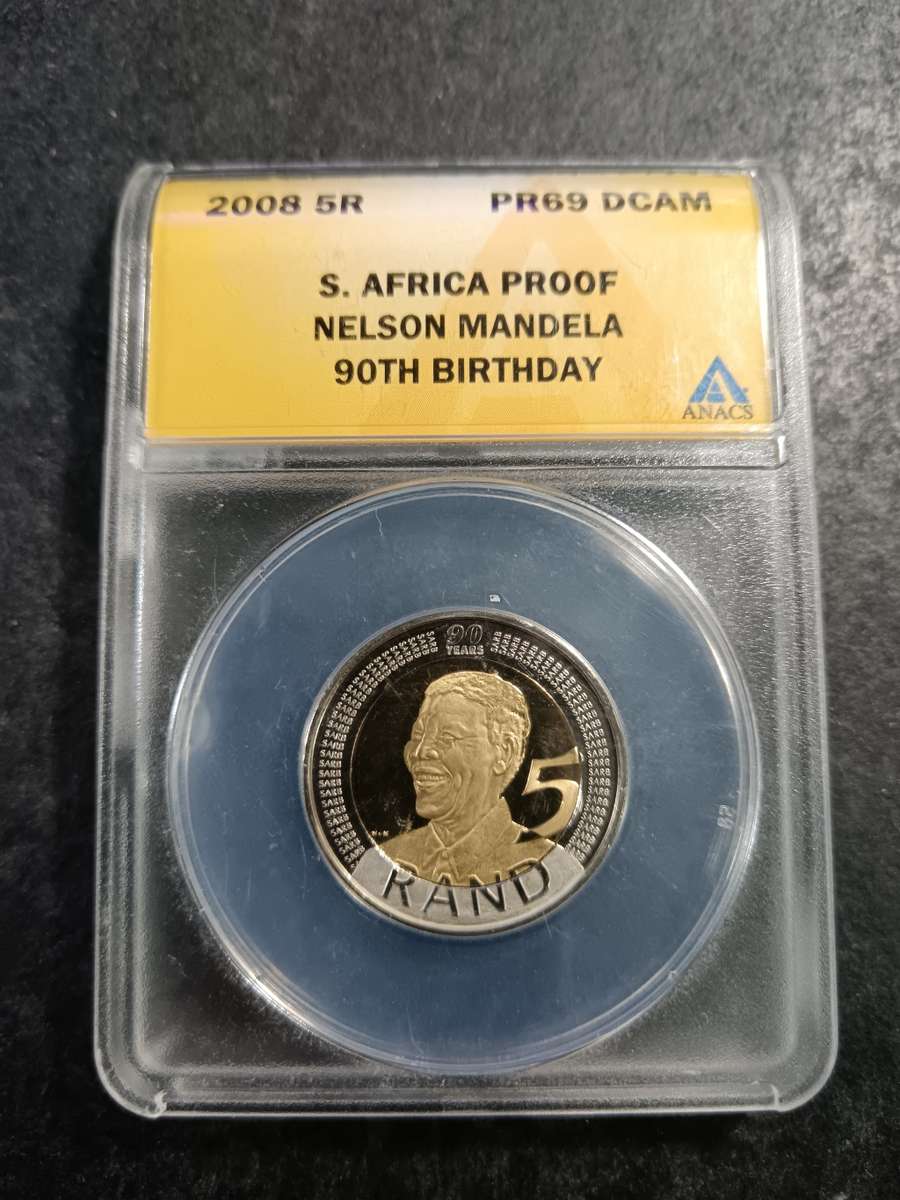 2008 5R PR69 DCAM
S. AFRICA PROOF
NELSON MANDELA
90TH BIRTHDAY
ANACS
90
YEARS
5
RAND